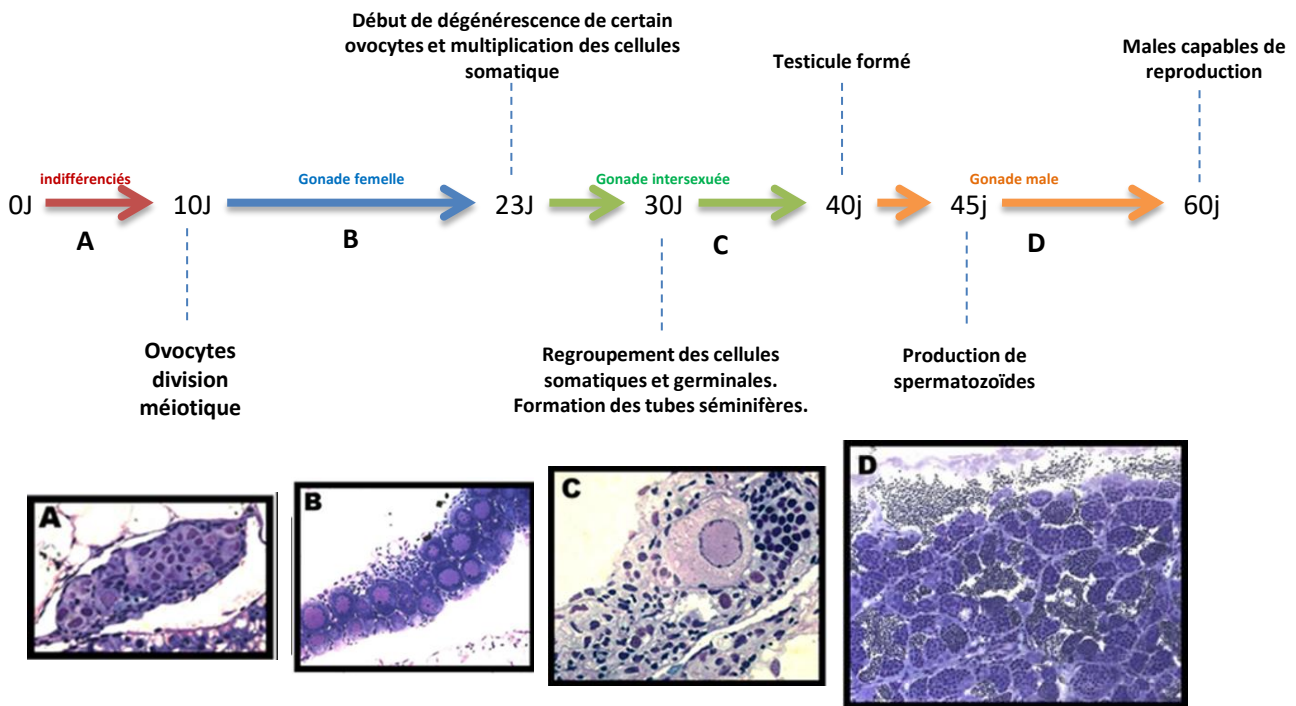 Début de dégénérescence de certain
ovocytes et multiplication des cellules
somatique
Testicule formé
Males capables de
reproduction
indifférenciés
Gonade femelle
Gonade intersexuée
Gonade male
0J
10J
23J
30J
40j
45j
60j
A
B
C
D
Ovocytes
division
méiotique
Regroupement des cellules
somatiques et germinales.
Formation des tubes séminifères.
Production de
spermatozoïdes
A
B
C
D